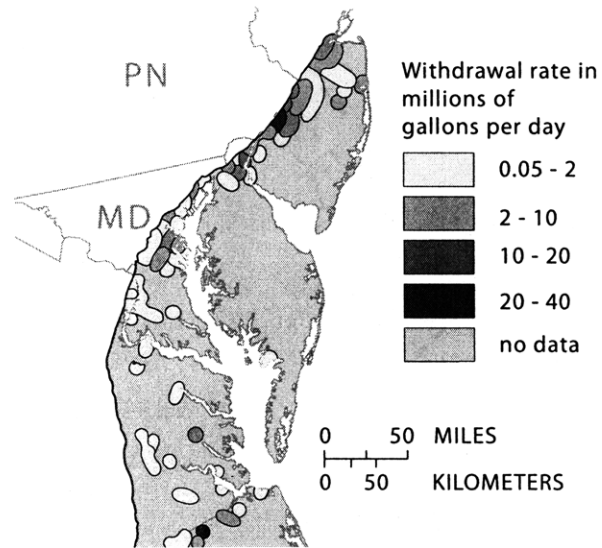 PN
MD
Withdrawal rate in
millions of
gallons per day
0.05 - 2
2 - 10
10 - 20
20 - 40
no data
0 50 MILES
0 50 KILOMETERS